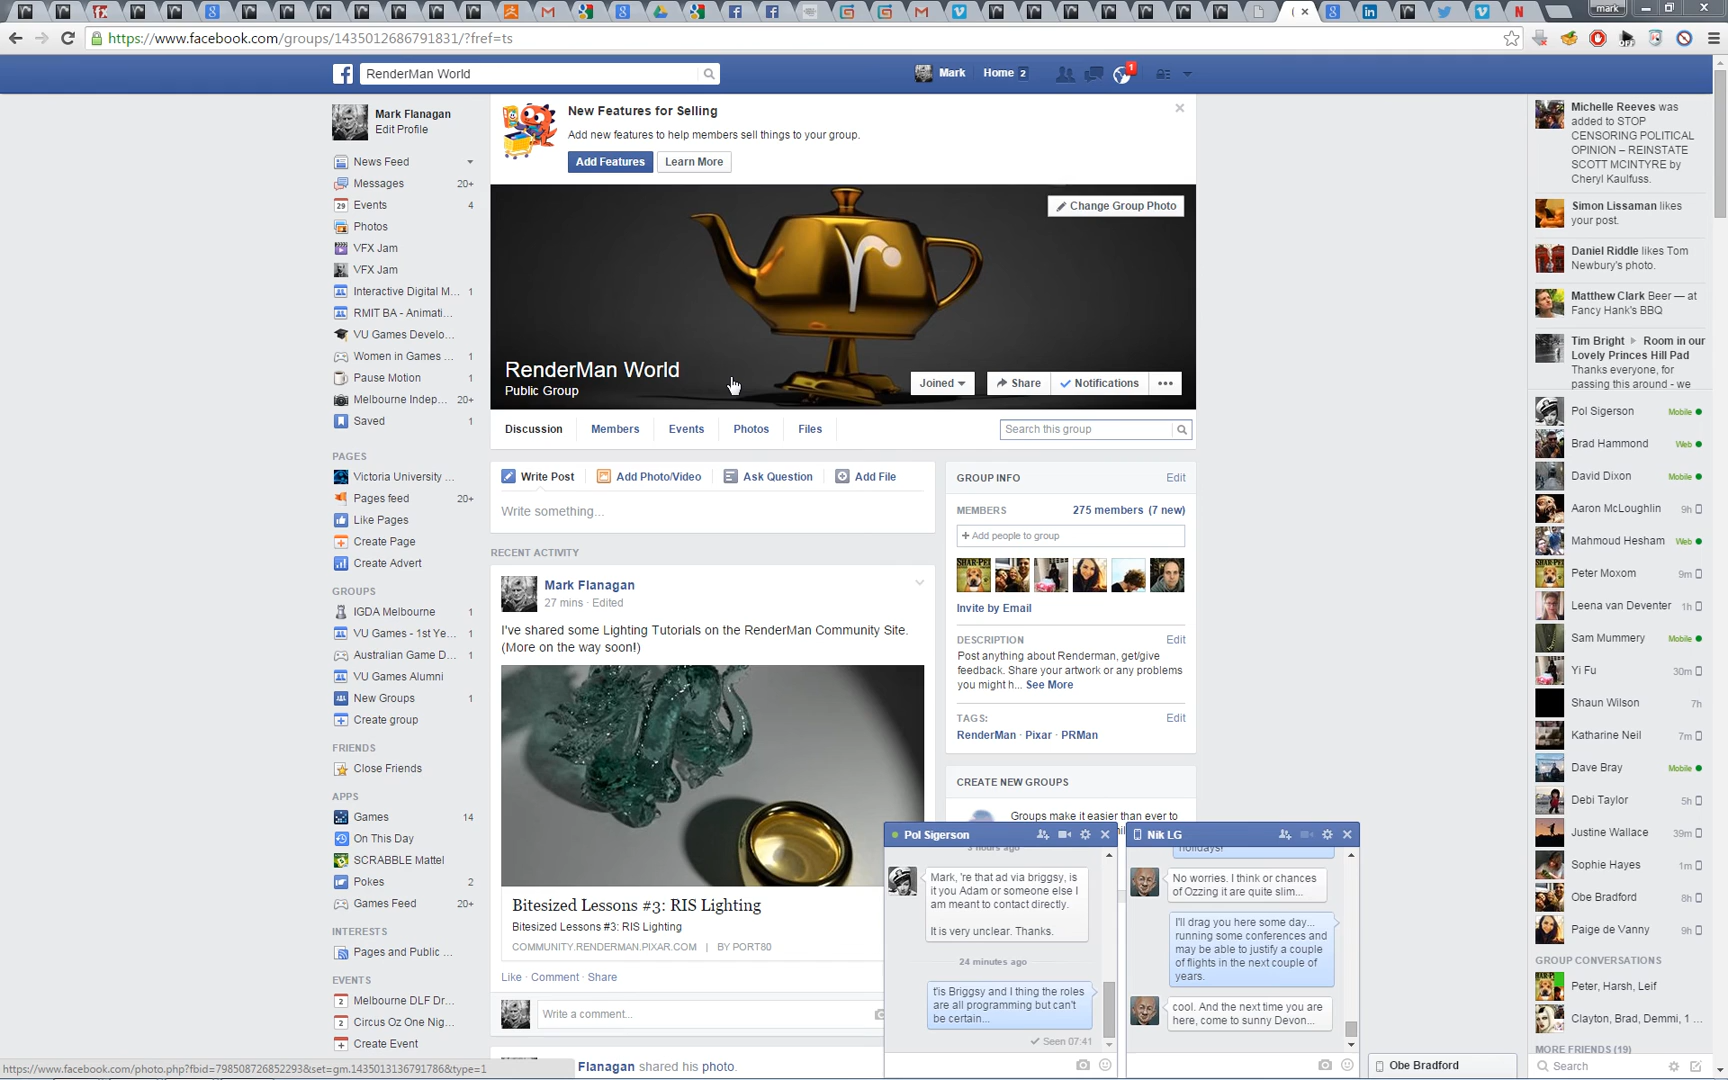 mark
https://www.facebook.com/groups/1435012686791831/?fref=ts
RenderMan World
Mark
Home 2
1
Mark Flanagan
Edit Profile
News Feed
Messages 20+
Events 4
Photos
VFX Jam
VFX Jam
Interactive Digital M... 1
RMIT BA - Animati...
VU Games Develo...
Women in Games ... 1
Pause Motion 1
Melbourne Indep... 20+
Saved 1
PAGES
Victoria University ...
Pages feed 20+
Like Pages
Create Page
Create Advert
GROUPS
IGDA Melbourne 1
VU Games - 1st Ye... 1
Australian Game D... 1
VU Games Alumni
New Groups 1
Create group
FRIENDS
Close Friends
APPS
Games 14
On This Day
SCRABBLE Mattel
Pokes 2
Games Feed 20+
INTERESTS
Pages and Public ...
EVENTS
Melbourne DLF Dr...
Circus Oz One Nig...
Create Event
https://www.facebook.com/photo.php?fbid=798508726852293&set=gm.1435013136791786&type=1
New Features for Selling
Add new features to help members sell things to your group.
Add Features
Learn More
Change Group Photo
RenderMan World
Public Group
Joined
Share
Notifications
Discussion
Members
Events
Photos
Files
Search this group
Write Post
Add Photo/Video
Ask Question
Add File
Write something...
RECENT ACTIVITY
Mark Flanagan
27 mins · Edited
I've shared some Lighting Tutorials on the RenderMan Community Site.
(More on the way soon!)
Bitesized Lessons #3: RIS Lighting
Bitesized Lessons #3: RIS Lighting
COMMUNITY.RENDERMAN.PIXAR.COM | BY PORT80
Like · Comment · Share
Write a comment...
Flanagan shared his photo.
GROUP INFO
Edit
MEMBERS
275 members (7 new)
+ Add people to group
Invite by Email
DESCRIPTION
Edit
Post anything about Renderman, get/give
feedback. Share your artwork or any problems
you might h... See More
TAGS:
Edit
RenderMan · Pixar · PRMan
CREATE NEW GROUPS
Groups make it easier than ever to
Pol Sigerson
3 hours ago
Mark, 're that ad via briggsy, is
it you Adam or someone else I
am meant to contact directly.
It is very unclear. Thanks.
24 minutes ago
t'is Briggsy and I thing the roles
are all programming but can't
be certain...
Seen 07:41
Nik LG
holidays!
No worries. I think or chances
of Ozzing it are quite slim...
I'll drag you here some day...
running some conferences and
may be able to justify a couple
of flights in the next couple of
years.
cool. And the next time you are
here, come to sunny Devon...
Obe Bradford
Michelle Reeves was
added to STOP
CENSORING POLITICAL
OPINION – REINSTATE
SCOTT MCINTYRE by
Cheryl Kaulfuss.
Simon Lissaman likes
your post.
Daniel Riddle likes Tom
Newbury's photo.
Matthew Clark Beer — at
Fancy Hank's BBQ
Tim Bright Room in our
Lovely Princes Hill Pad
Thanks everyone, for
passing this around - we
Pol Sigerson Mobile
Brad Hammond Web
David Dixon Mobile
Aaron McLoughlin 9h
Mahmoud Hesham Web
Peter Moxom 9m
Leena van Deventer 1h
Sam Mummery Mobile
Yi Fu 30m
Shaun Wilson 7h
Katharine Neil 7m
Dave Bray Mobile
Debi Taylor 5h
Justine Wallace 39m
Sophie Hayes 1m
Obe Bradford 8h
Paige de Vanny 9h
GROUP CONVERSATIONS
Peter, Harsh, Leif
Clayton, Brad, Demmi, 1 ...
MORE FRIENDS (19)
Search